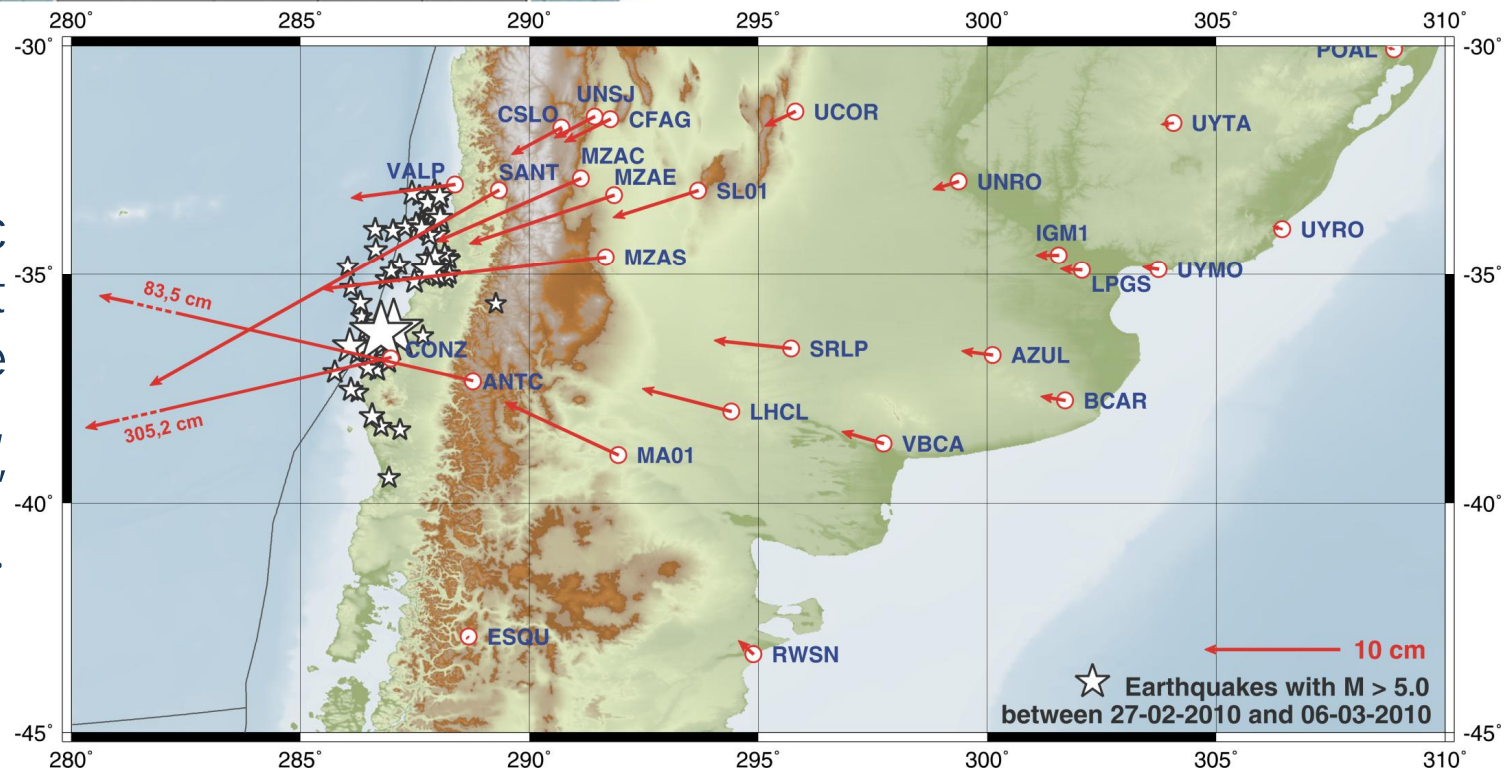 280° 285° 290° 295° 300° 305° 310°
-30° -30°
POAL
UNSJ
CSLO CFAG UCOR UYTA
MZAC
VALP SANT MZAE SL01 UNRO
UYRO
IGM1
MZAS
-35° UYMO -35°
LPGS
83,5 cm
CONZ SRLP AZUL
ANTC
LHCL BCAR
305,2 cm
VBCA
MA01
-40° -40°
ESQU
RWSN 10 cm
Earthquakes with M > 5.0
between 27-02-2010 and 06-03-2010
-45° -45°
280° 285° 290° 295° 300° 305° 310°